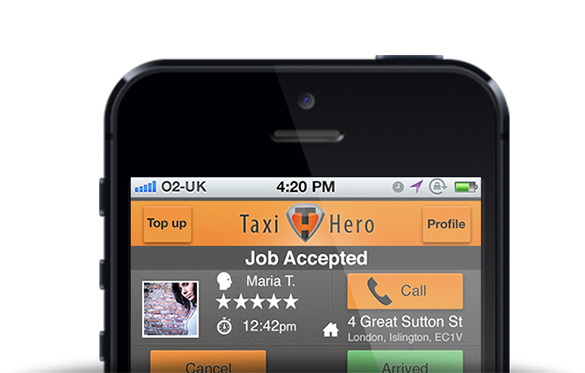 O2-UK 4:20 PM
Top up Taxi T Hero Profile
Job Accepted
Maria T.
Call
12:42pm
4 Great Sutton St
London, Islington, EC1V
Cancel Arrived